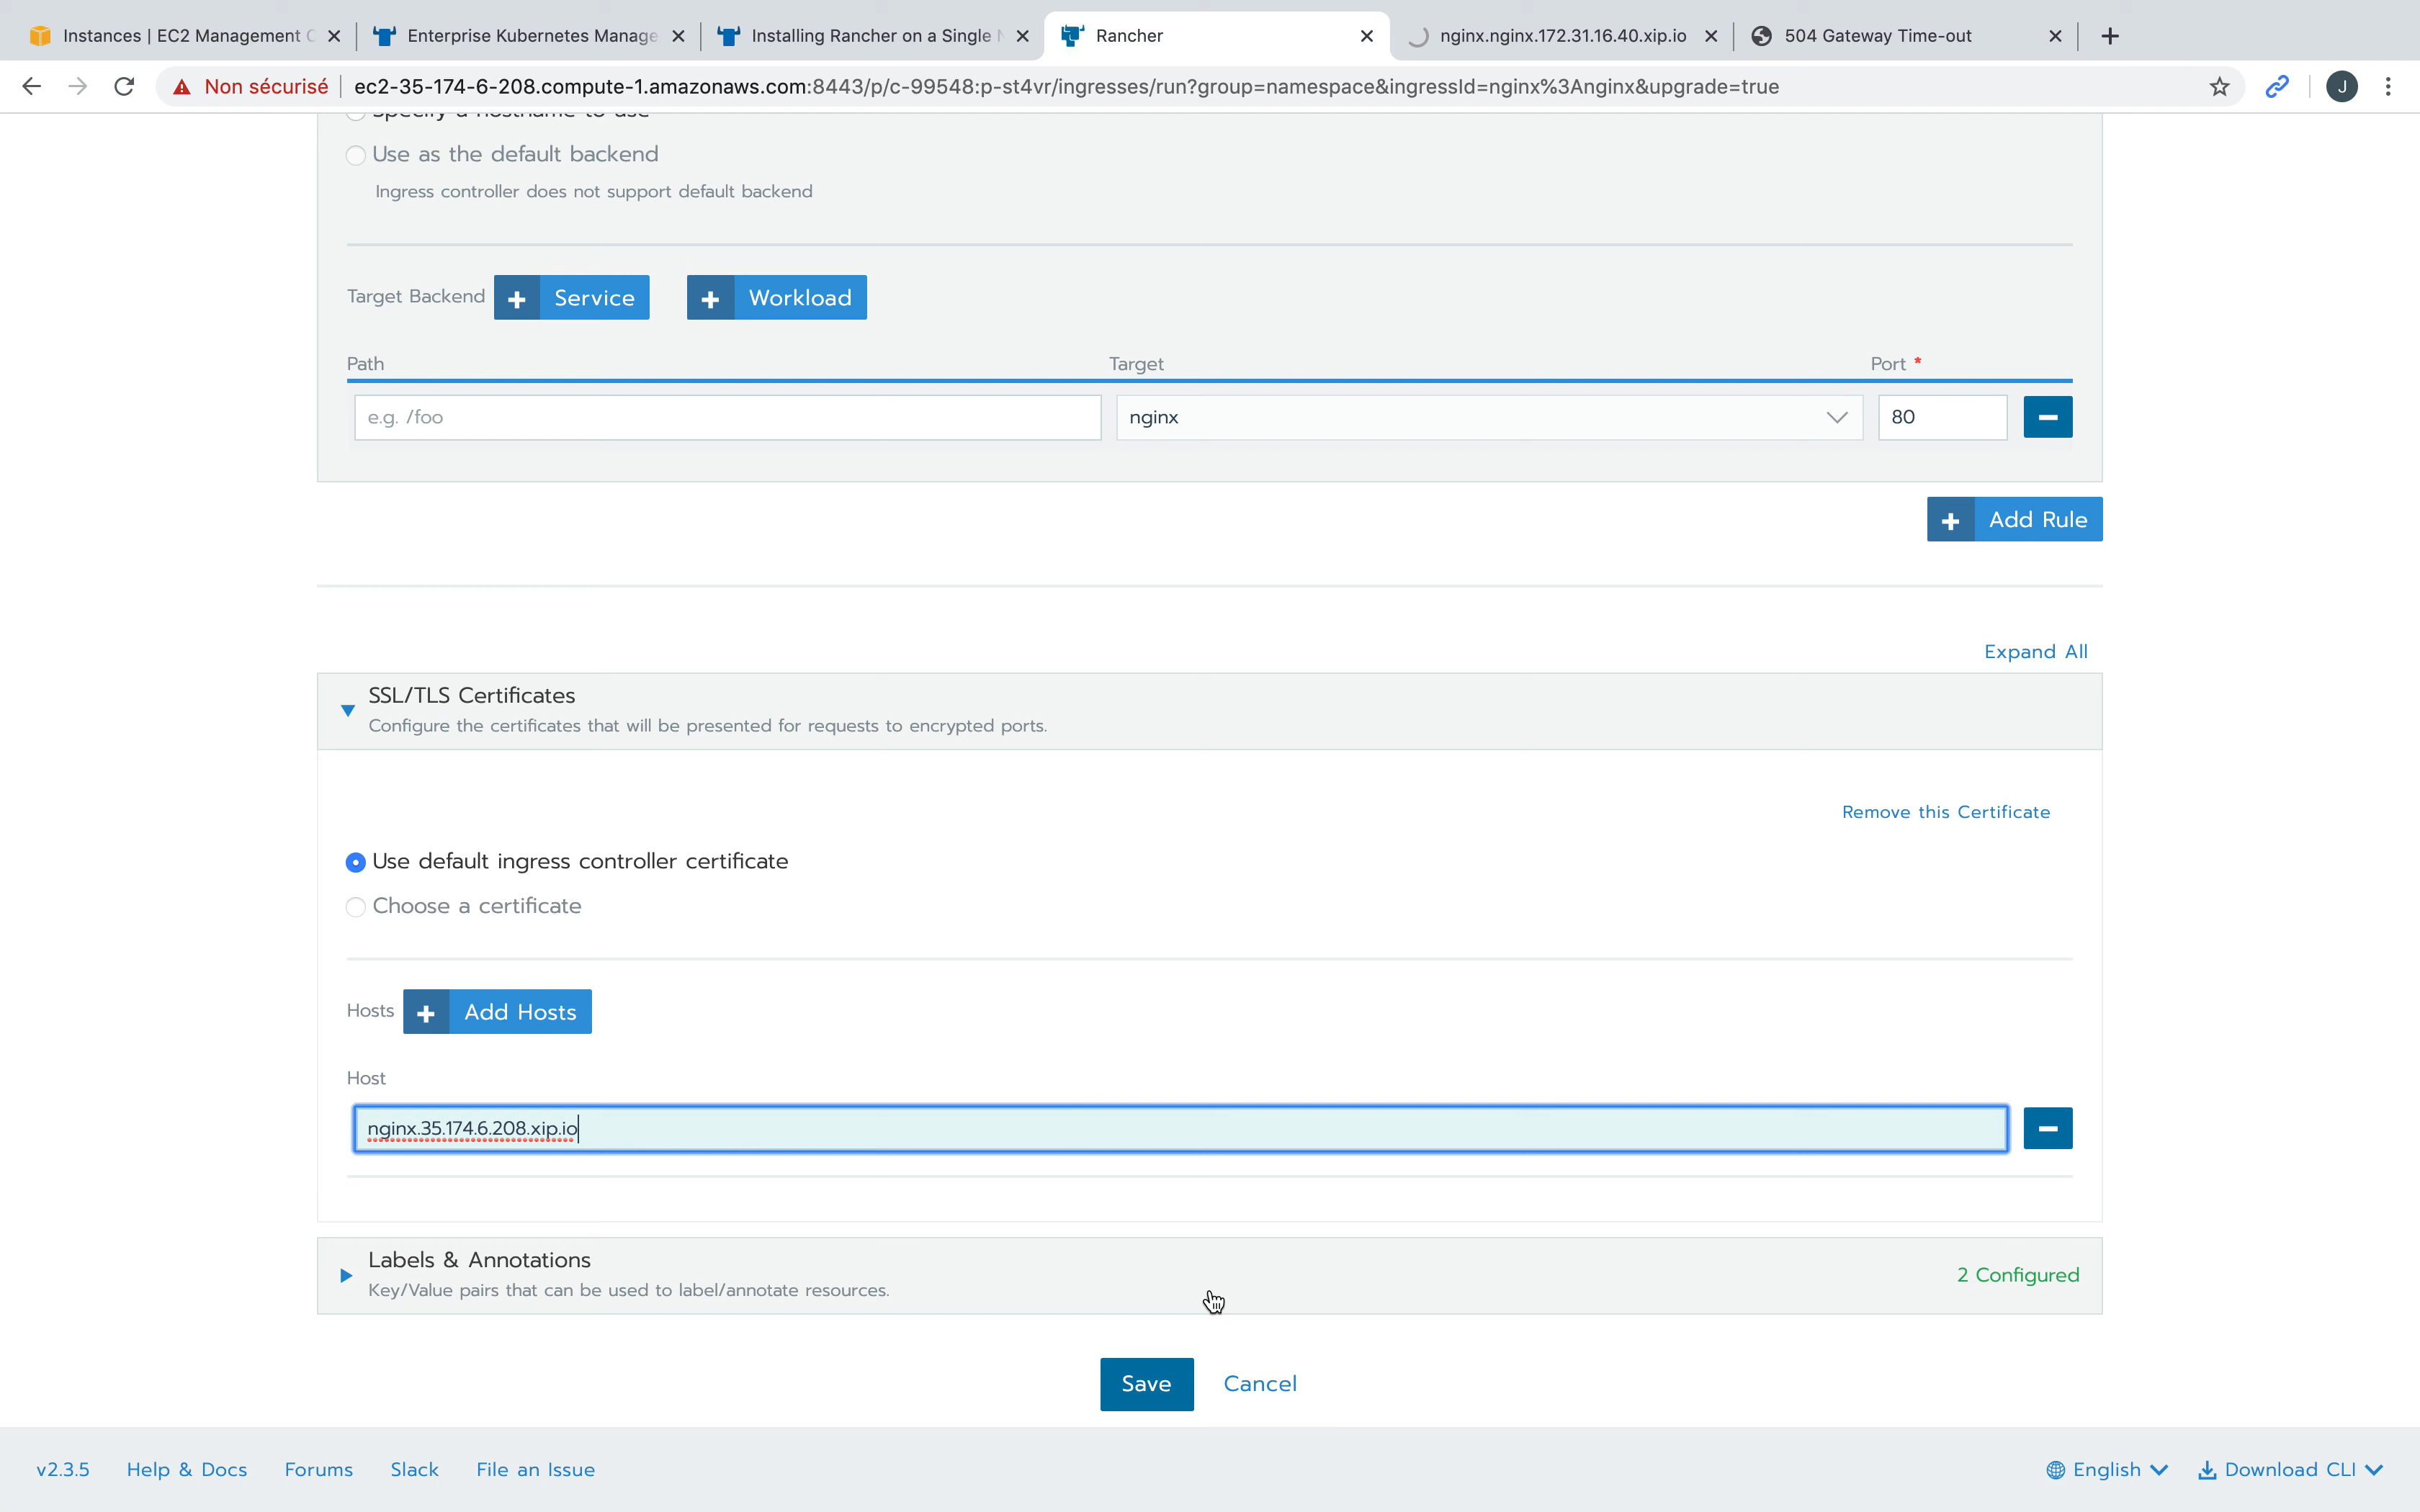 Instances | EC2 Management C
Enterprise Kubernetes Manage
Installing Rancher on a Single N
Rancher
nginx.nginx.172.31.16.40.xip.io
504 Gateway Time-out
Non sécurisé
ec2-35-174-6-208.compute-1.amazonaws.com:8443/p/c-99548:p-st4vr/ingresses/run?group=namespace&ingressId=nginx%3Anginx&upgrade=true
J
Specify a hostname to use
Use as the default backend
Ingress controller does not support default backend
Target Backend
+ Service
+ Workload
Path
Target
Port *
e.g. /foo
nginx
80
+ Add Rule
Expand All
SSL/TLS Certificates
Configure the certificates that will be presented for requests to encrypted ports.
Remove this Certificate
Use default ingress controller certificate
Choose a certificate
Hosts
+ Add Hosts
Host
nginx.35.174.6.208.xip.io
Labels & Annotations
Key/Value pairs that can be used to label/annotate resources.
2 Configured
Save
Cancel
v2.3.5
Help & Docs
Forums
Slack
File an Issue
English
Download CLI